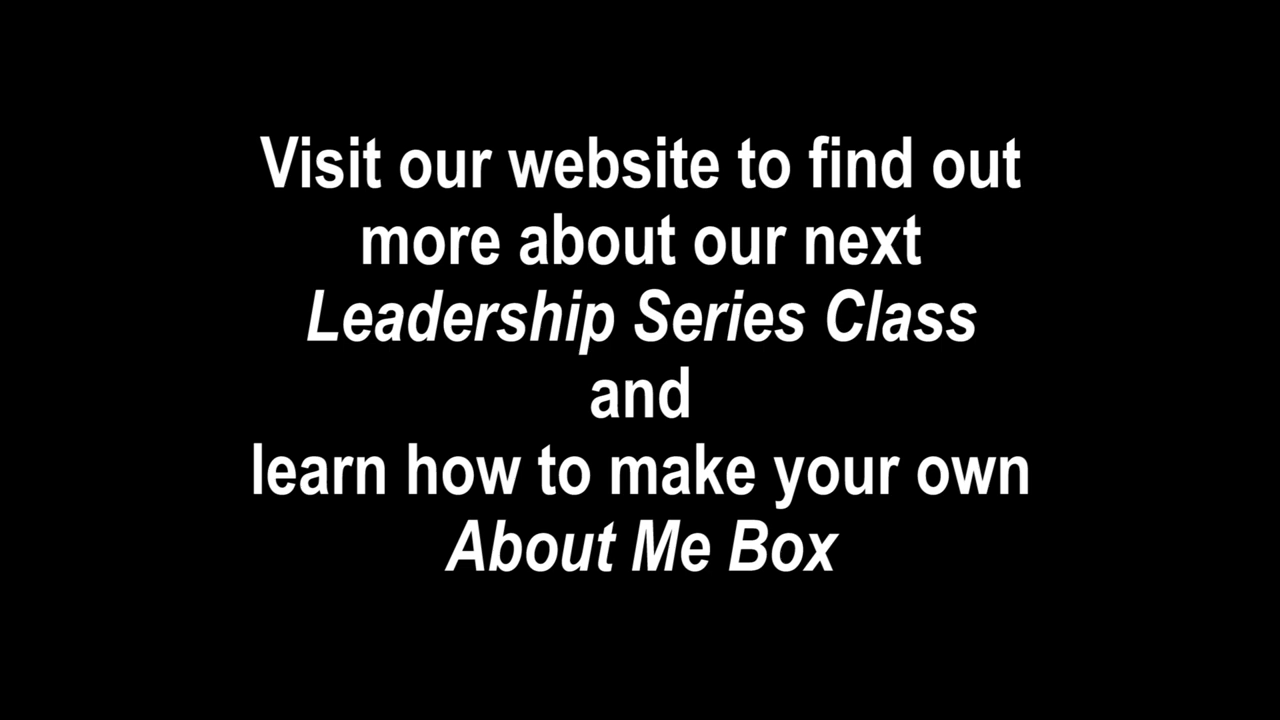 Visit our website to find out
more about our next
Leadership Series Class
and
learn how to make your own
About Me Box